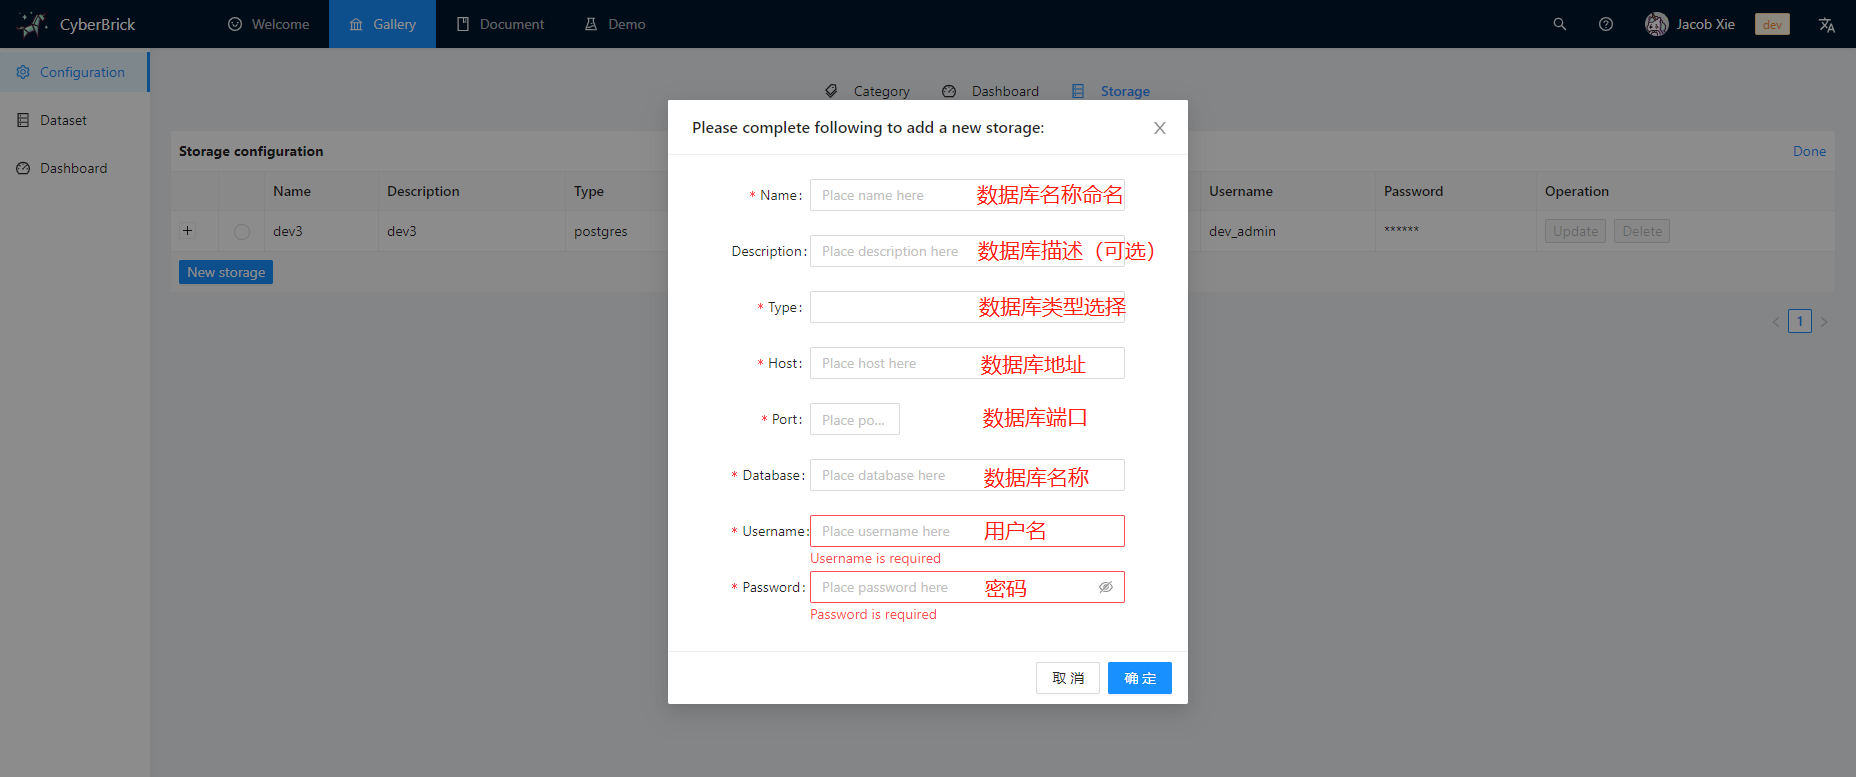 CyberBrick
Welcome
Gallery
Document
Demo
Jacob Xie
dev
Configuration
Dataset
Dashboard
Category
Dashboard
Storage
Storage configuration
Done
Name
Description
Type
Username
Password
Operation
dev3
dev3
postgres
dev_admin
******
Update
Delete
New storage
1
Please complete following to add a new storage:
* Name:
Place name here
数据库名称命名
Description:
Place description here
数据库描述（可选）
* Type:
数据库类型选择
* Host:
Place host here
数据库地址
* Port:
Place po...
数据库端口
* Database:
Place database here
数据库名称
* Username:
Place username here
用户名
Username is required
* Password:
Place password here
密码
Password is required
取 消
确 定